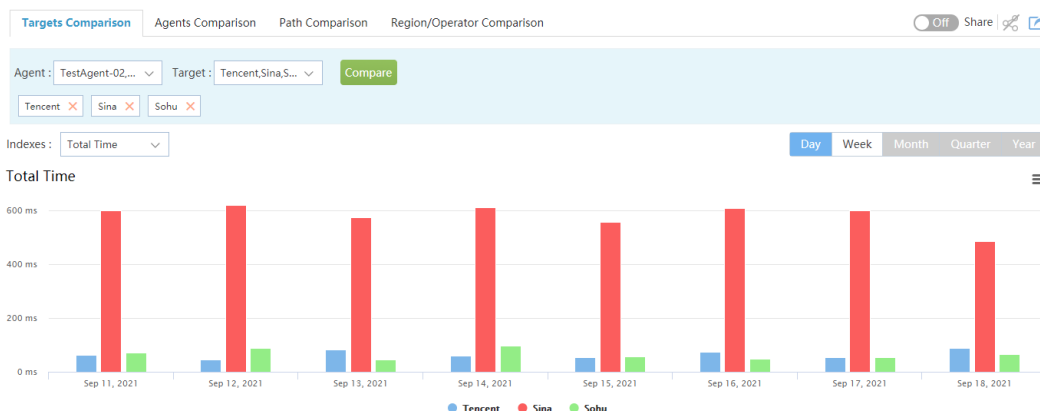 Targets Comparison Agents Comparison Path Comparison Region/Operator Comparison Off Share
Agent : TestAgent-02,... Target : Tencent,Sina,S... Compare
Tencent Sina Sohu
Indexes : Total Time Day Week Month Quarter Year
Total Time
600 ms
400 ms
200 ms
0 ms
Sep 11, 2021 Sep 12, 2021 Sep 13, 2021 Sep 14, 2021 Sep 15, 2021 Sep 16, 2021 Sep 17, 2021 Sep 18, 2021
Tencent Sina Sohu